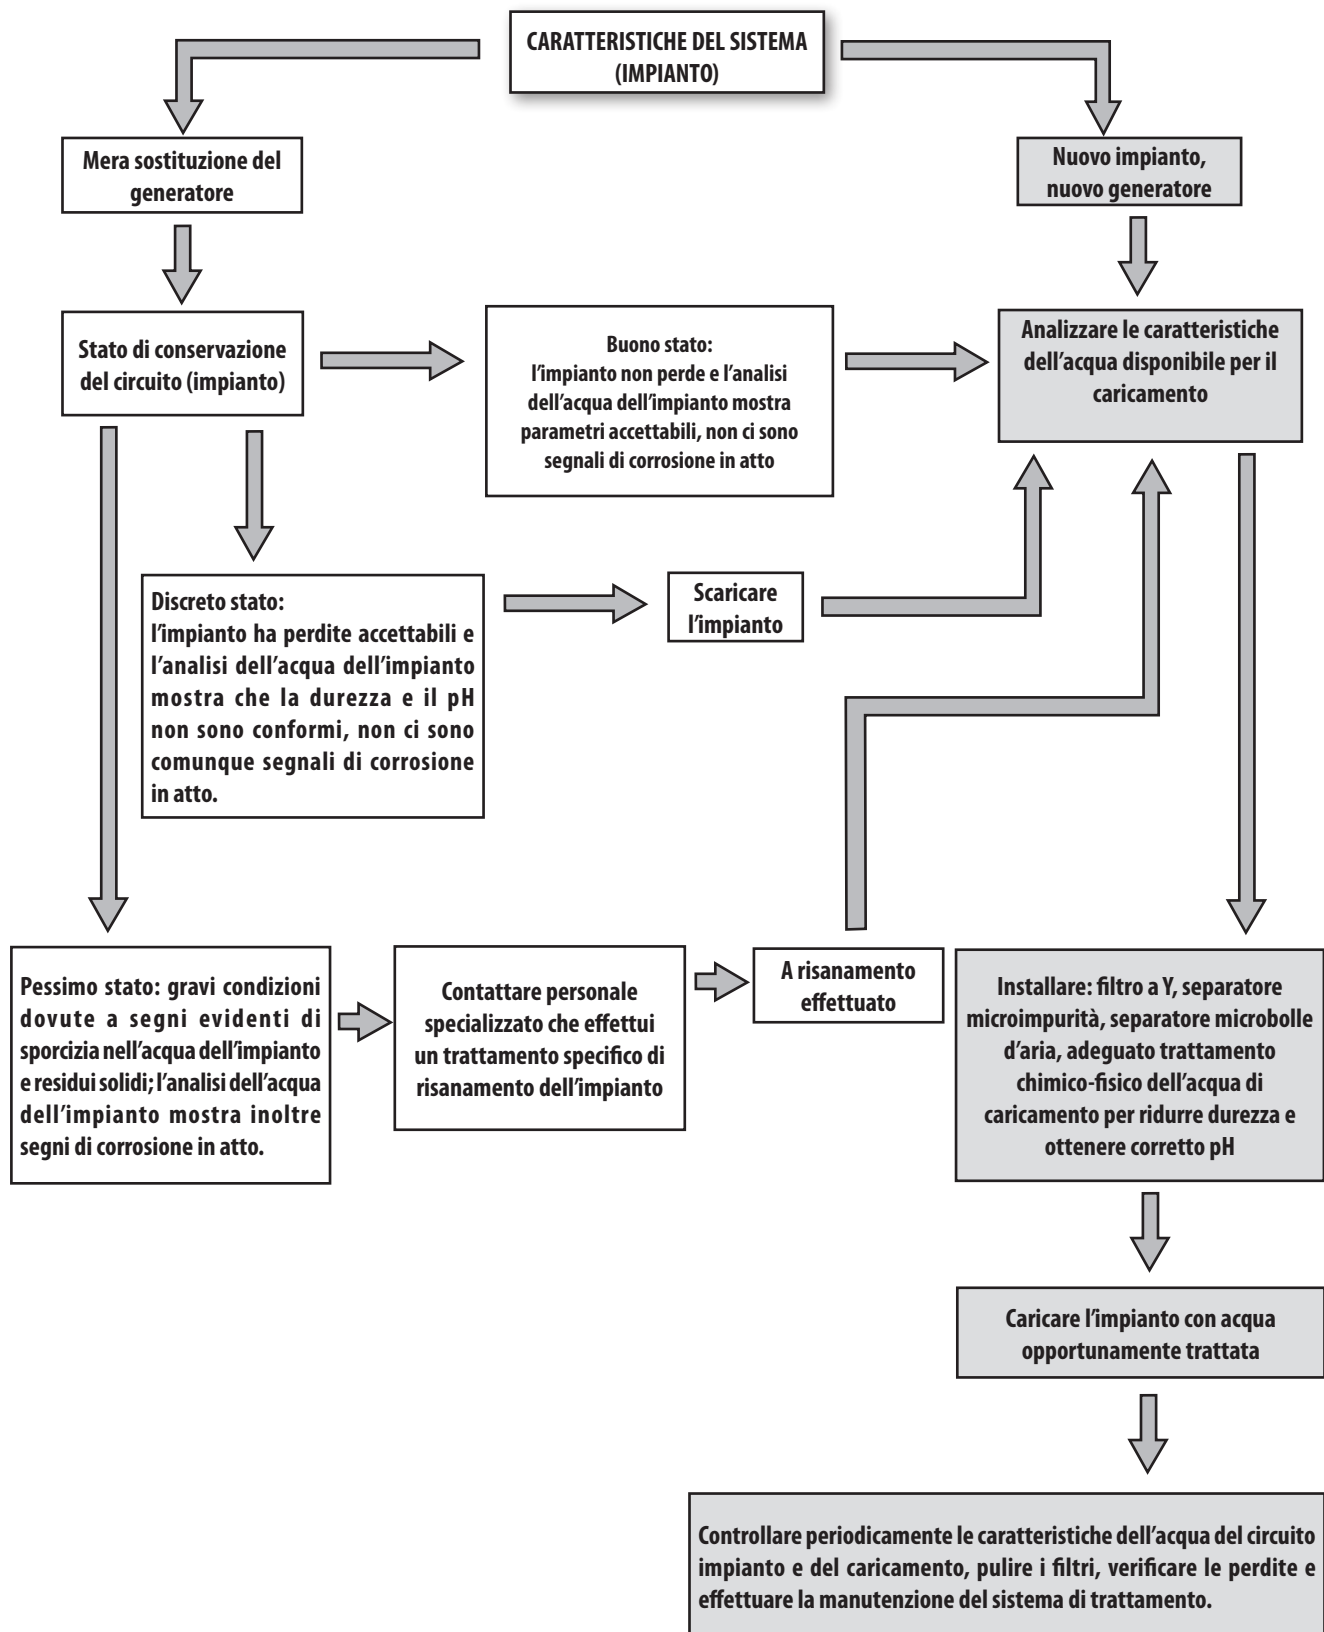 CARATTERISTICHE DEL SISTEMA
(IMPIANTO)
Mera sostituzione del
generatore
Nuovo impianto,
nuovo generatore
Stato di conservazione
del circuito (impianto)
Buono stato:
l'impianto non perde e l'analisi
dell'acqua dell'impianto mostra
parametri accettabili, non ci sono
segnali di corrosione in atto
Analizzare le caratteristiche
dell'acqua disponibile per il
caricamento
Discreto stato:
l'impianto ha perdite accettabili e
l'analisi dell'acqua dell'impianto
mostra che la durezza e il pH
non sono conformi, non ci sono
comunque segnali di corrosione
in atto.
Scaricare
l'impianto
Pessimo stato: gravi condizioni
dovute a segni evidenti di
sporcizia nell'acqua dell'impianto
e residui solidi; l'analisi dell'acqua
dell'impianto mostra inoltre
segni di corrosione in atto.
Contattare personale
specializzato che effettui
un trattamento specifico di
risanamento dell'impianto
A risanamento
effettuato
Installare: filtro a Y, separatore
microimpurità, separatore microbolle
d'aria, adeguato trattamento
chimico-fisico dell'acqua di
caricamento per ridurre durezza e
ottenere corretto pH
Caricare l'impianto con acqua
opportunamente trattata
Controllare periodicamente le caratteristiche dell'acqua del circuito
impianto e del caricamento, pulire i filtri, verificare le perdite e
effettuare la manutenzione del sistema di trattamento.